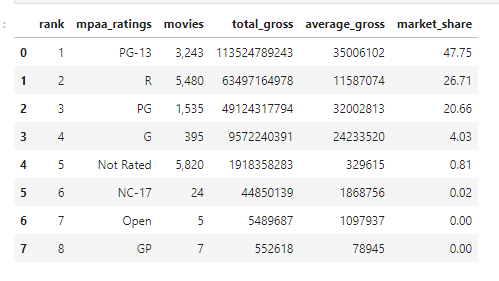 rank mpaa_ratings movies total_gross average_gross market_share
0 1 PG-13 3,243 113524789243 35006102 47.75
1 2 R 5,480 63497164978 11587074 26.71
2 3 PG 1,535 49124317794 32002813 20.66
3 4 G 395 9572240391 24233520 4.03
4 5 Not Rated 5,820 1918358283 329615 0.81
5 6 NC-17 24 44850139 1868756 0.02
6 7 Open 5 5489687 1097937 0.00
7 8 GP 7 552618 78945 0.00